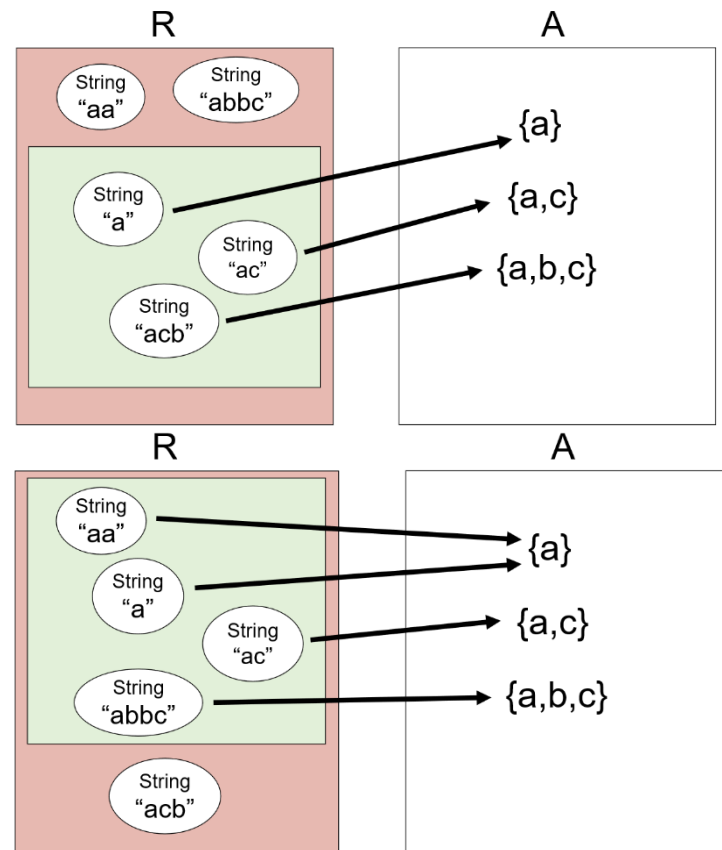 R
A
String
“aa”
String
“abbc”
{a}
String
“a”
{a,c}
String
“ac”
{a,b,c}
String
“acb”
R
A
String
“aa”
{a}
String
“a”
{a,c}
String
“ac”
String
“abbc”
{a,b,c}
String
“acb”